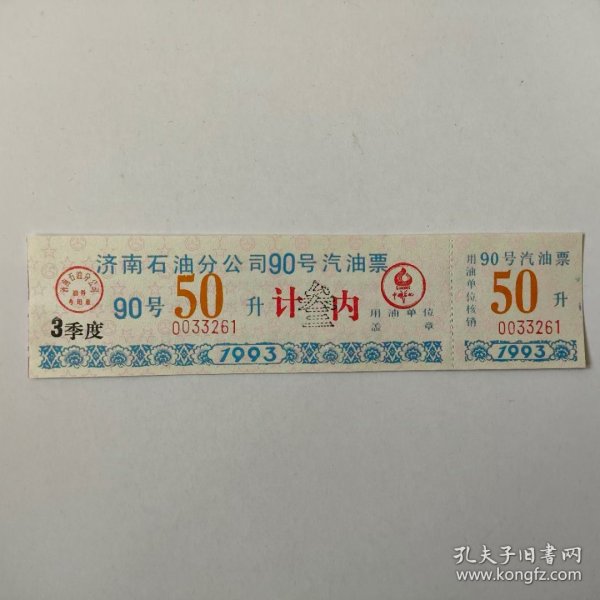 济南石油分公司90号汽油票
90号 50 升 计 叁 内
3季度
0033261
用油单位
盖章
1993
用油单位核销
90号汽油票
50 升
0033261
1993
孔夫子旧书网
www.kongfz.com